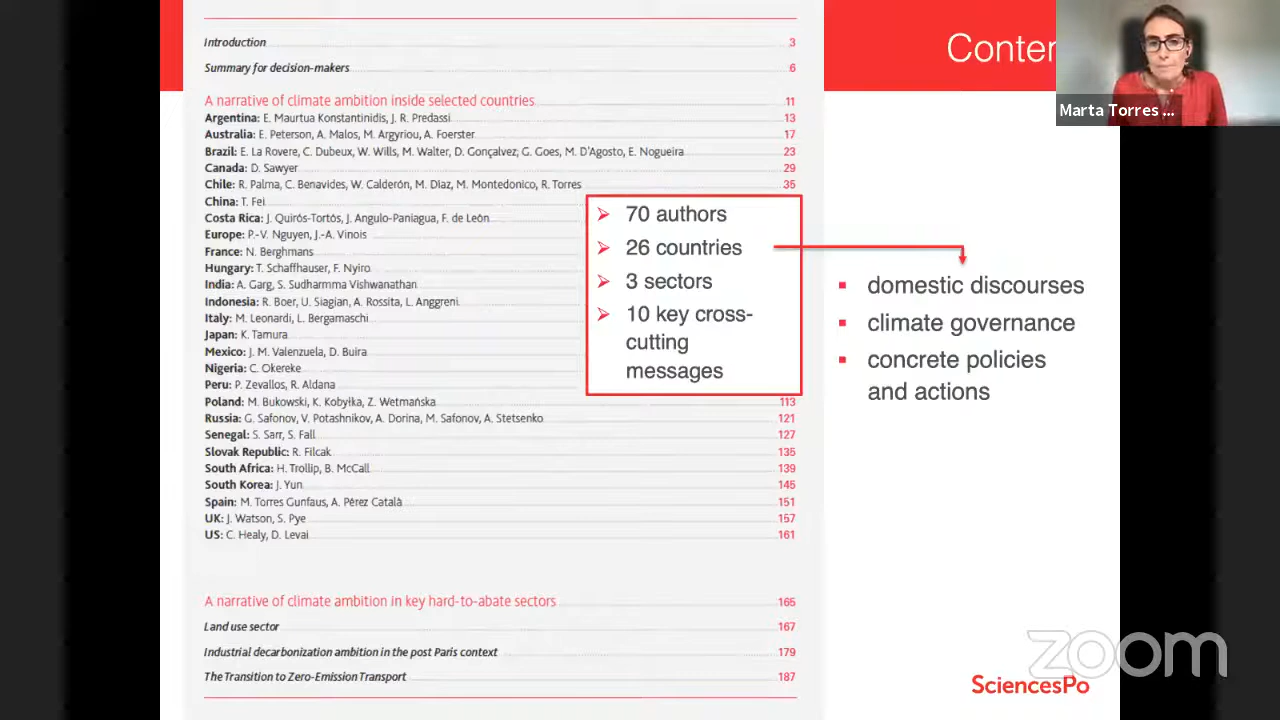 Introduction 3
Summary for decision-makers 6
A narrative of climate ambition inside selected countries 11
Argentina: E. Maurtua Konstantinidis, J. R. Predassi 13
Australia: E. Peterson, A. Malos, M. Argyriou, A. Foerster 17
Brazil: E. La Rovere, C. Dubeux, W. Wills, M. Walter, D. Gonçalvez, G. Goes, M. D'Agosto, E. Nogueira 23
Canada: D. Sawyer 29
Chile: R. Palma, C. Benavides, W. Calderón, M. Díaz, M. Montedonico, R. Torres 35
China: T. Fei
Costa Rica: J. Quirós-Tortós, J. Angulo-Paniagua, F. de León
Europe: P.-V. Nguyen, J.-A. Vinois
France: N. Berghmans
Hungary: T. Schaffhauser, F. Nyiro
India: A. Garg, S. Sudharmma Vishwanathan
Indonesia: R. Boer, U. Siagian, A. Rossita, L. Anggreni
Italy: M. Leonardi, L. Bergamaschi
Japan: K. Tamura
Mexico: J. M. Valenzuela, D. Buira
Nigeria: C. Okereke
Peru: P. Zevallos, R. Aldana
Poland: M. Bukowski, K. Kobyłka, Z. Wetmańska 113
Russia: G. Safonov, V. Potashnikov, A. Dorina, M. Safonov, A. Stetsenko 121
Senegal: S. Sarr, S. Fall 127
Slovak Republic: R. Filcak 135
South Africa: H. Trollip, B. McCall 139
South Korea: J. Yun 145
Spain: M. Torres Gunfaus, A. Pérez Català 151
UK: J. Watson, S. Pye 157
US: C. Healy, D. Levai 161
A narrative of climate ambition in key hard-to-abate sectors 165
Land use sector 167
Industrial decarbonization ambition in the post Paris context 179
The Transition to Zero-Emission Transport 187
70 authors
26 countries
3 sectors
10 key cross-
cutting
messages
domestic discourses
climate governance
concrete policies
and actions
Marta Torres ...
zoom
SciencesPo